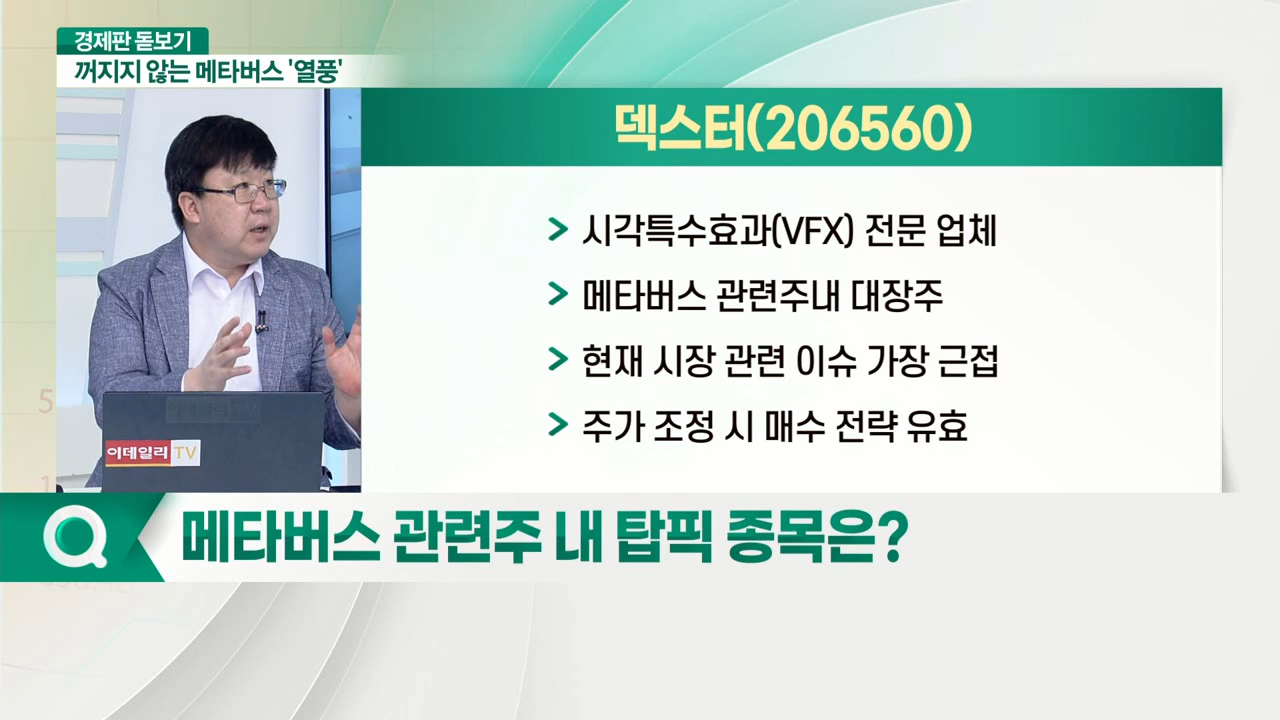 경제판 돋보기
꺼지지 않는 메타버스 '열풍'
덱스터(206560)
> 시각특수효과(VFX) 전문 업체
> 메타버스 관련주내 대장주
> 현재 시장 관련 이슈 가장 근접
> 주가 조정 시 매수 전략 유효
이데일리 TV
5
1
Q 메타버스 관련주 내 탑픽 종목은?